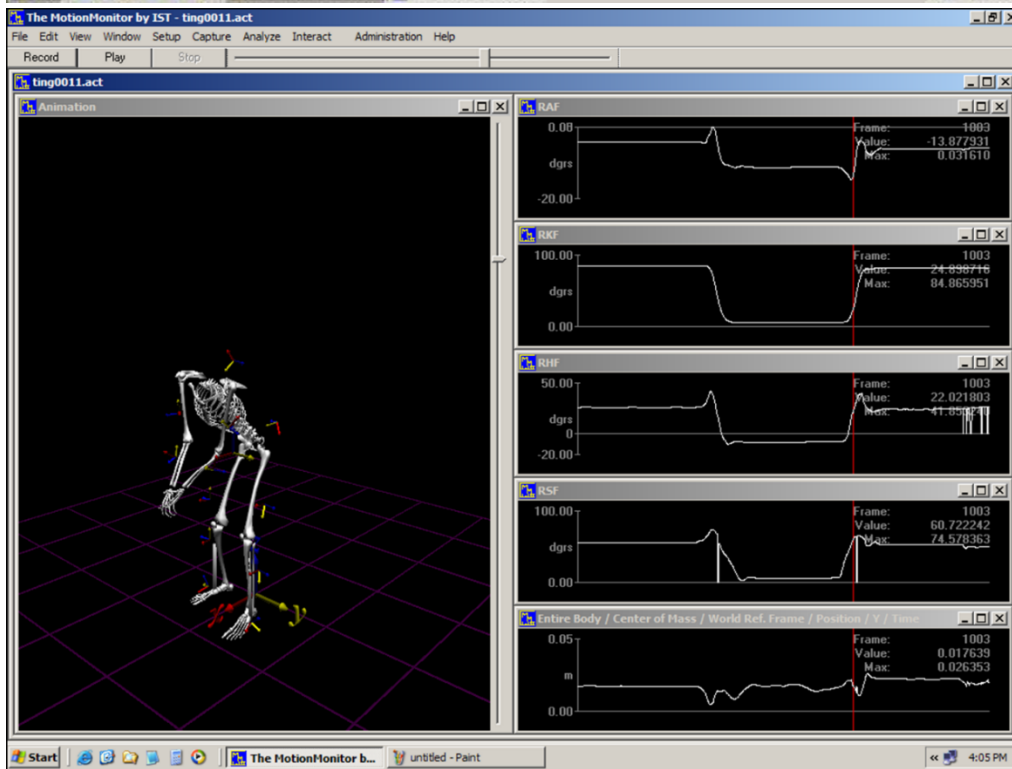 The MotionMonitor by IST - ting0011.act
File Edit View Window Setup Capture Analyze Interact Administration Help
Record Play Stop
ting0011.act
Animation
X
y
RAF
0.08
dgrs
-20.00
Frame: 1003
Value: -13.877931
Max: 0.031610
RKF
100.00
dgrs
0.00
Frame: 1003
Value: 24.898716
Max: 84.865951
RHF
50.00
dgrs
0
-20.00
Frame: 1003
Value: 22.021803
Max: 41.853240
RSF
100.00
dgrs
0.00
Frame: 1003
Value: 60.722242
Max: 74.578363
Entire Body / Center of Mass / World Ref. Frame / Position / Y / Time
0.05
m
0.00
Frame: 1003
Value: 0.017639
Max: 0.026353
Start The MotionMonitor b... untitled - Paint 4:05 PM